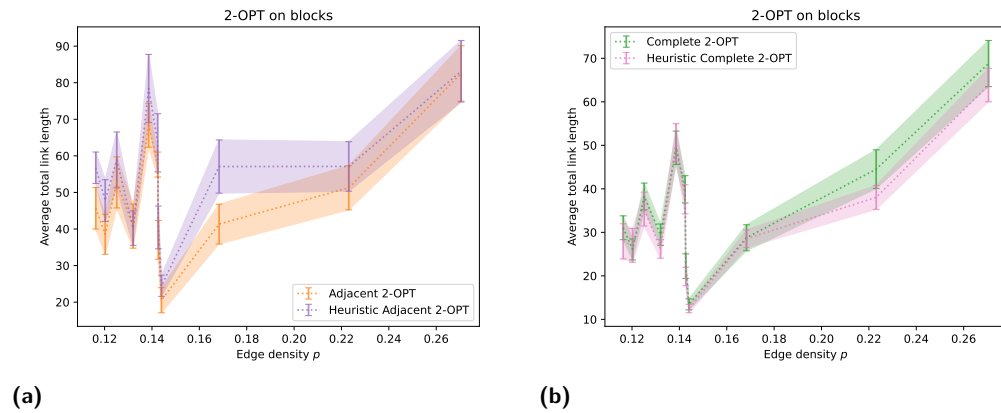 2-OPT on blocks
Average total link length
90
80
70
60
50
40
30
20
0.12 0.14 0.16 0.18 0.20 0.22 0.24 0.26
Edge density p
Adjacent 2-OPT
Heuristic Adjacent 2-OPT
(a)
2-OPT on blocks
Average total link length
70
60
50
40
30
20
10
0.12 0.14 0.16 0.18 0.20 0.22 0.24 0.26
Edge density p
Complete 2-OPT
Heuristic Complete 2-OPT
(b)